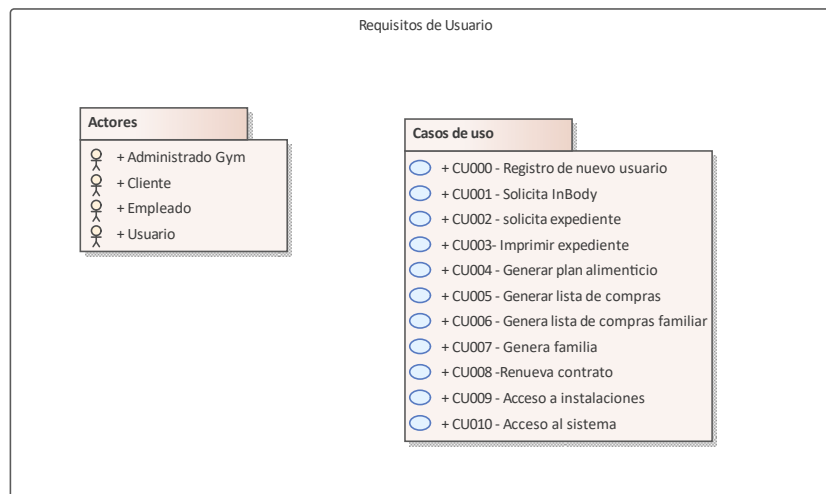 Requisitos de Usuario
Actores
+ Administrado Gym
+ Cliente
+ Empleado
+ Usuario
Casos de uso
+ CU000 - Registro de nuevo usuario
+ CU001 - Solicita InBody
+ CU002 - solicita expediente
+ CU003- Imprimir expediente
+ CU004 - Generar plan alimenticio
+ CU005 - Generar lista de compras
+ CU006 - Genera lista de compras familiar
+ CU007 - Genera familia
+ CU008 -Renueva contrato
+ CU009 - Acceso a instalaciones
+ CU010 - Acceso al sistema